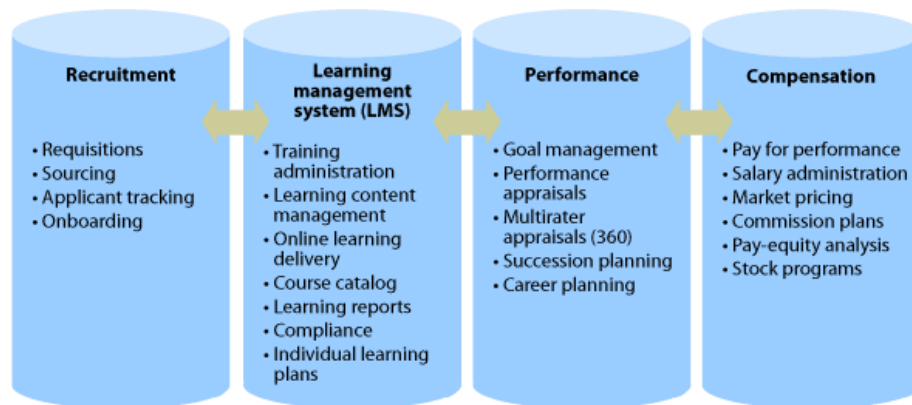 Recruitment
• Requisitions
• Sourcing
• Applicant tracking
• Onboarding
Learning
management
system (LMS)
• Training
administration
• Learning content
management
• Online learning
delivery
• Course catalog
• Learning reports
• Compliance
• Individual learning
plans
Performance
• Goal management
• Performance
appraisals
• Multirater
appraisals (360)
• Succession planning
• Career planning
Compensation
• Pay for performance
• Salary administration
• Market pricing
• Commission plans
• Pay-equity analysis
• Stock programs